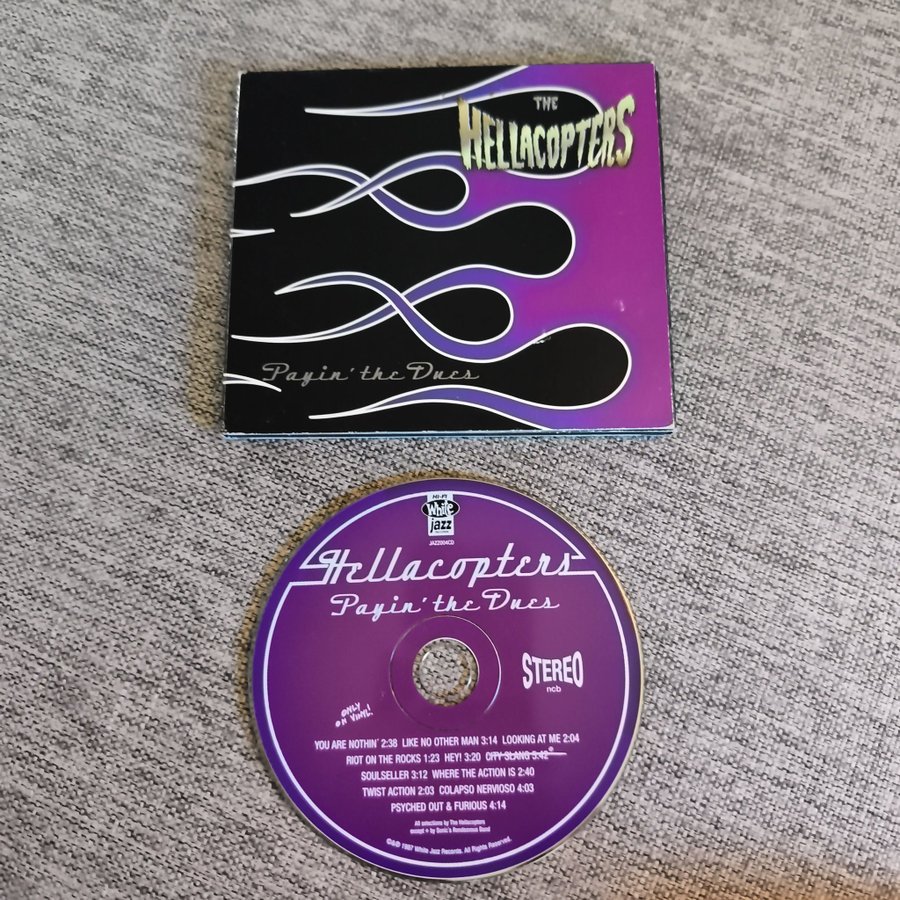 THE
HELLACOPTERS
Payin' the Dues
HI-FI
White
jazz
JAZZ004CD
Hellacopters
Payin' the Dues
STEREO
ncb
ONLY
ON VINYL!
YOU ARE NOTHIN' 2:38 LIKE NO OTHER MAN 3:14 LOOKING AT ME 2:04
RIOT ON THE ROCKS 1:23 HEY! 3:20 CITY SLANG 5:42
SOULSELLER 3:12 WHERE THE ACTION IS 2:40
TWIST ACTION 2:03 COLAPSO NERVIOSO 4:03
PSYCHED OUT & FURIOUS 4:14
All selections by The Hellacopters
except + by Sonic's Rendezvous Band
©&℗ 1997 White Jazz Records. All Rights Reserved.